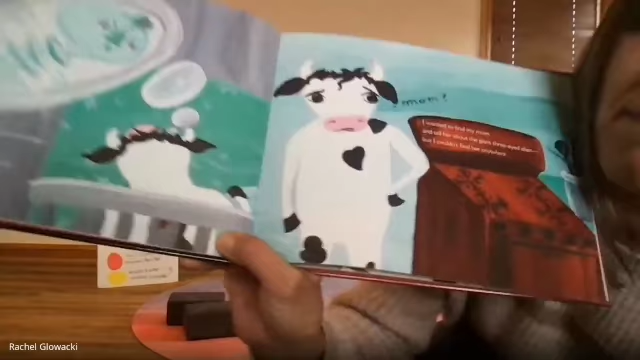 mom?
I wanted to find my mom
and tell her about the giant three-eyed alien—
but I couldn't find her anywhere.
Rachel Glowacki